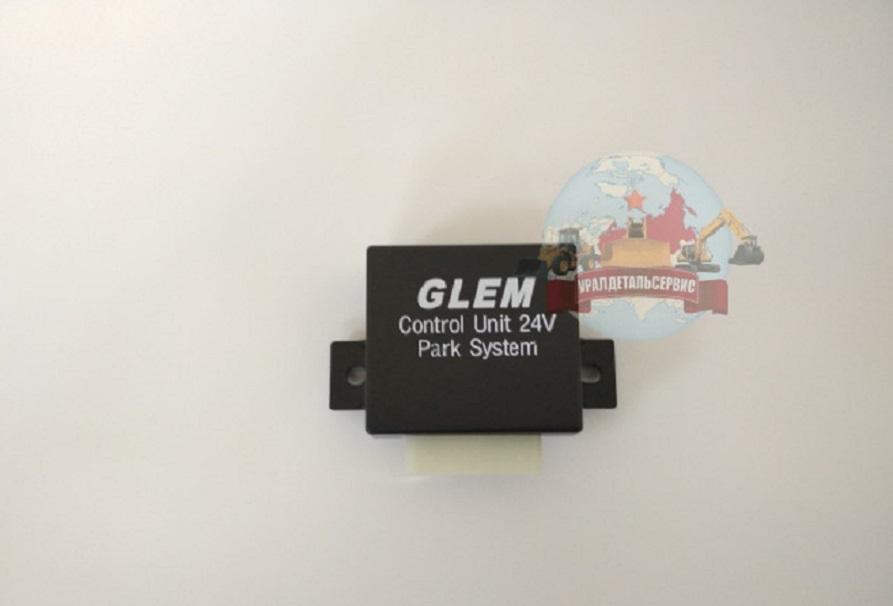 GLEM
Control Unit 24V
Park System
УРАЛДЕТАЛЬСЕРВИС